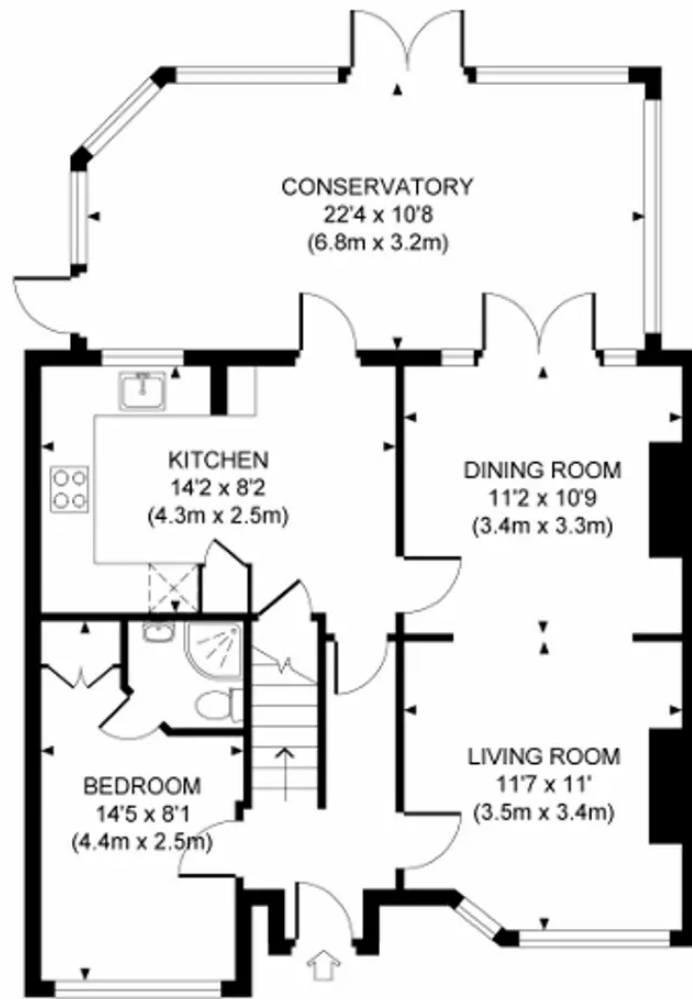 CONSERVATORY
22'4 x 10'8
(6.8m x 3.2m)
KITCHEN
14'2 x 8'2
(4.3m x 2.5m)
DINING ROOM
11'2 x 10'9
(3.4m x 3.3m)
BEDROOM
14'5 x 8'1
(4.4m x 2.5m)
LIVING ROOM
11'7 x 11'
(3.5m x 3.4m)